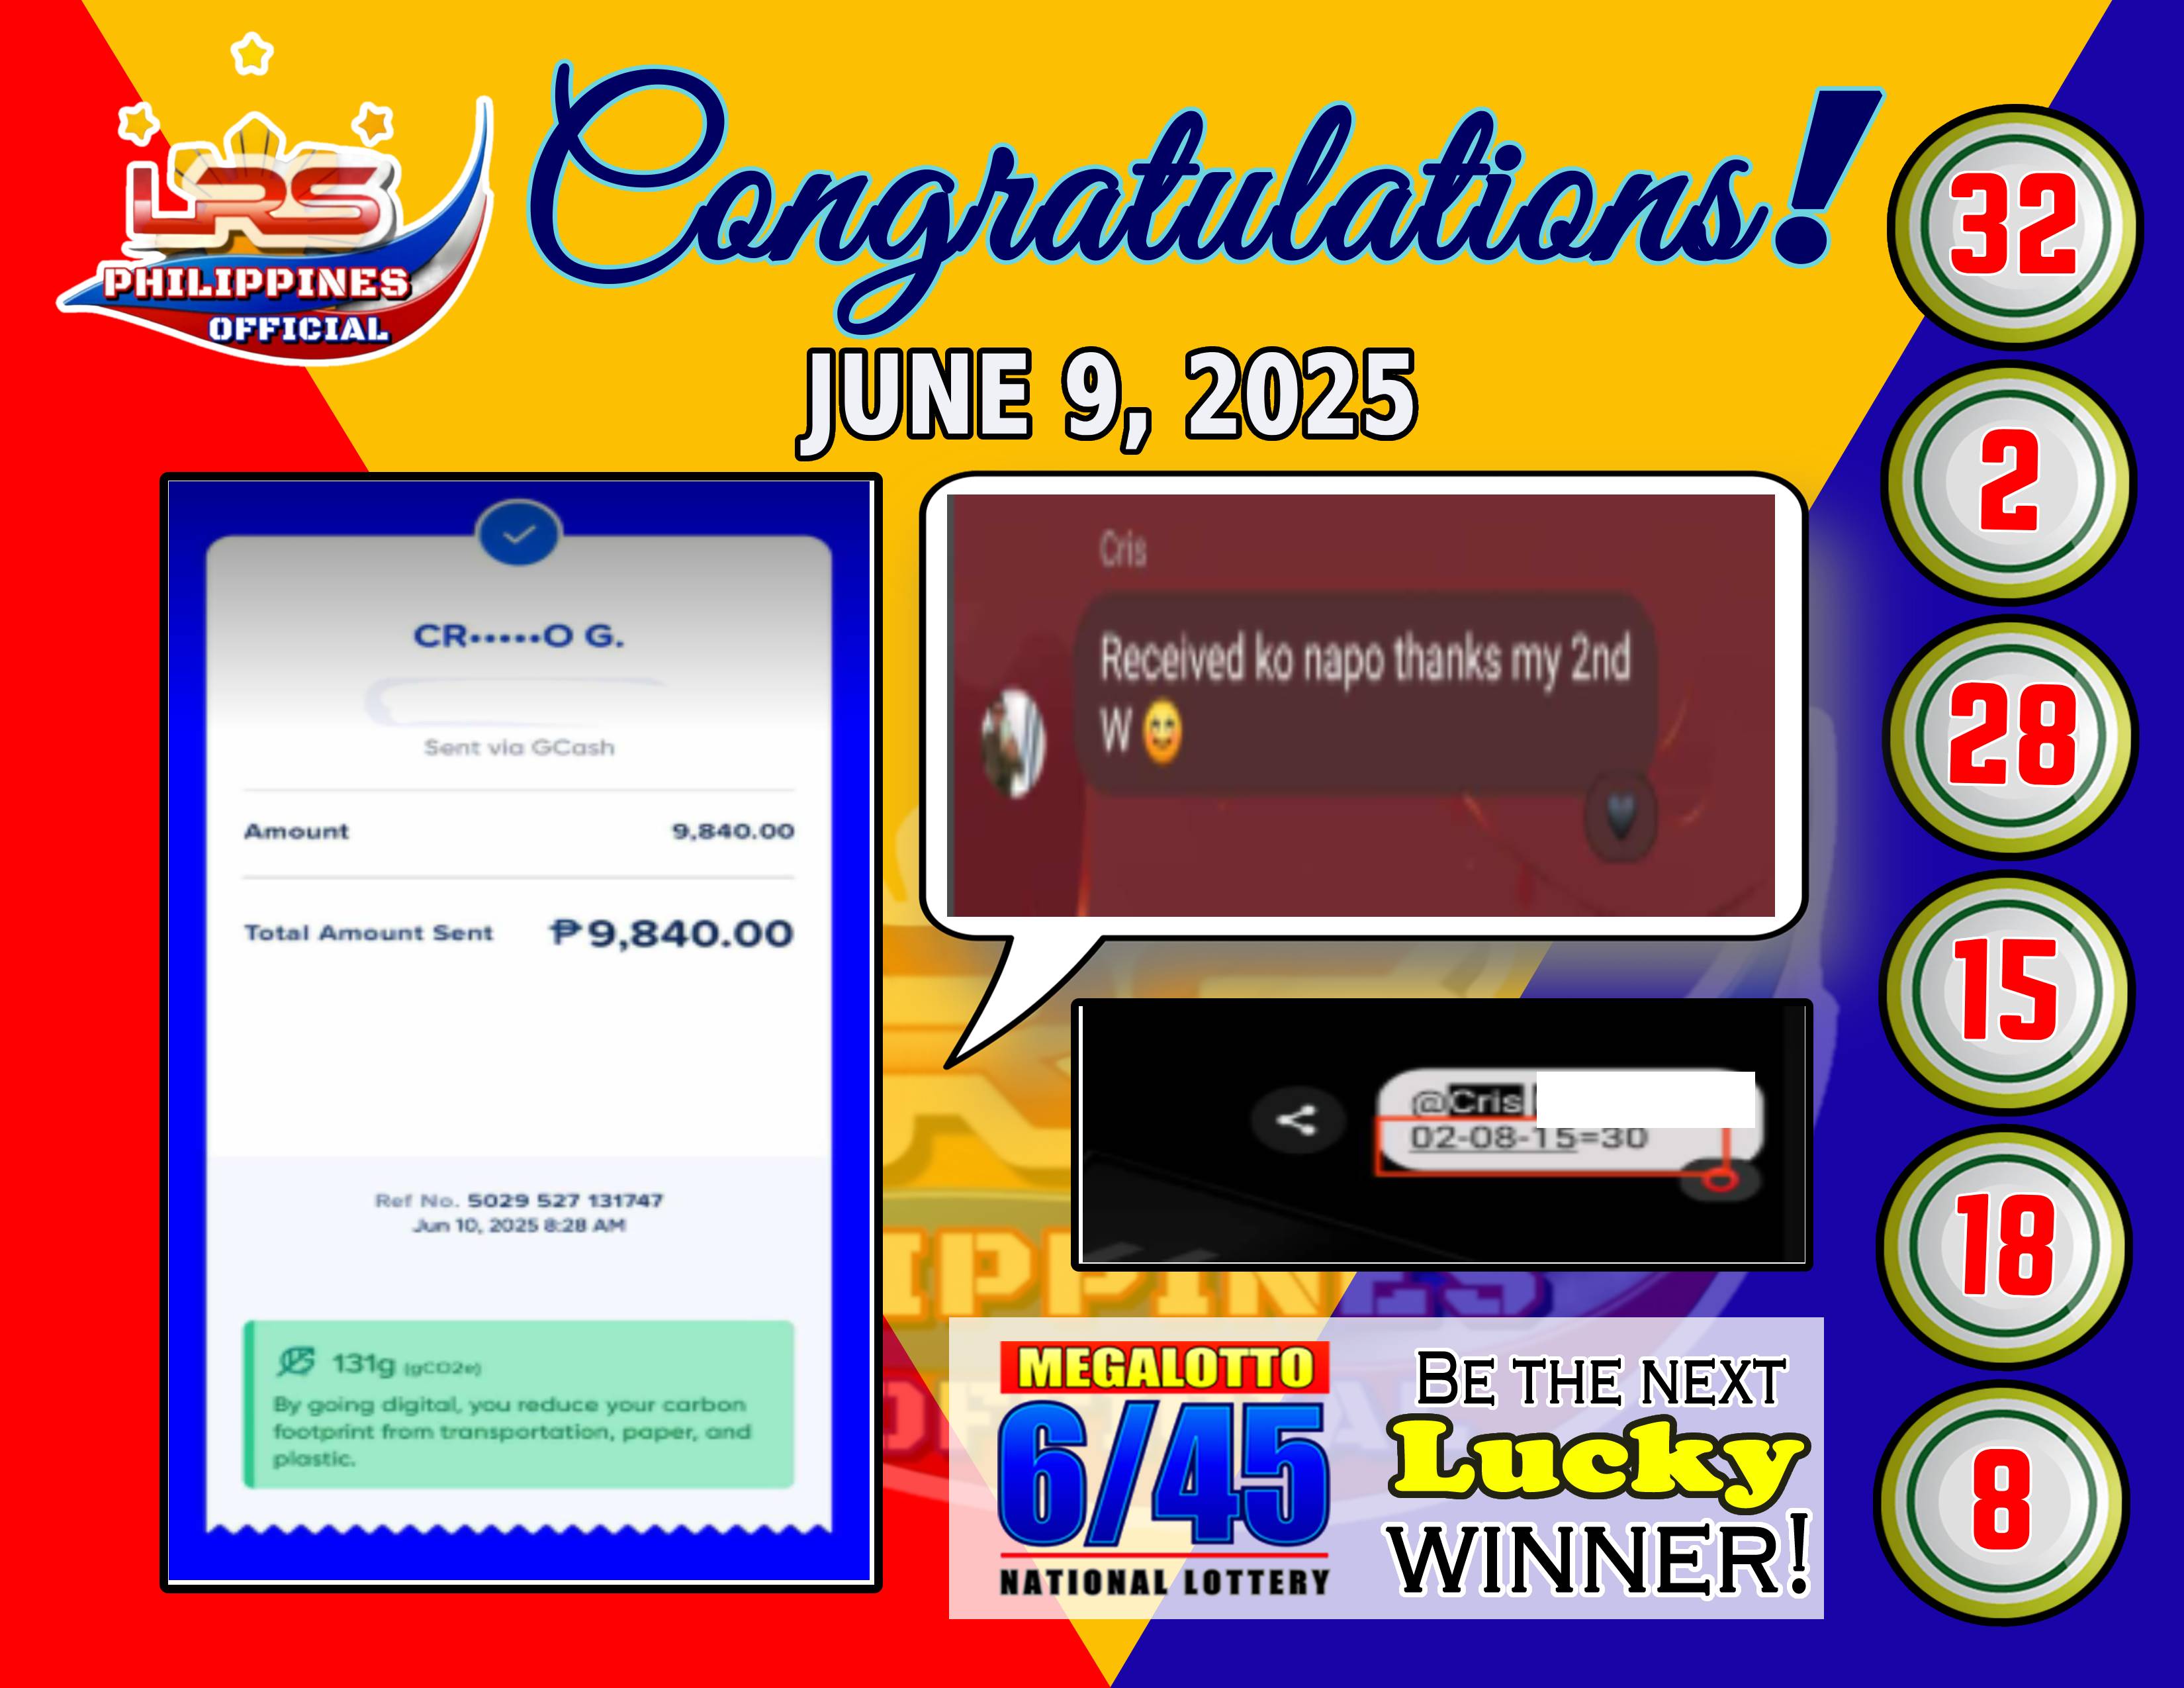 LRS
PHILIPPINES
OFFICIAL
Congratulations!
JUNE 9, 2025
CR•••••O G.
Sent via GCash
Amount 9,840.00
Total Amount Sent ₱9,840.00
Ref No. 5029 527 131747
Jun 10, 2025 8:28 AM
131g (gCO2e)
By going digital, you reduce your carbon
footprint from transportation, paper, and
plastic.
Cris
Received ko napo thanks my 2nd
W 😊
@Cris
02-08-15=30
MEGALOTTO
6/45
NATIONAL LOTTERY
BE THE NEXT
Lucky
WINNER!
32
2
28
15
18
8